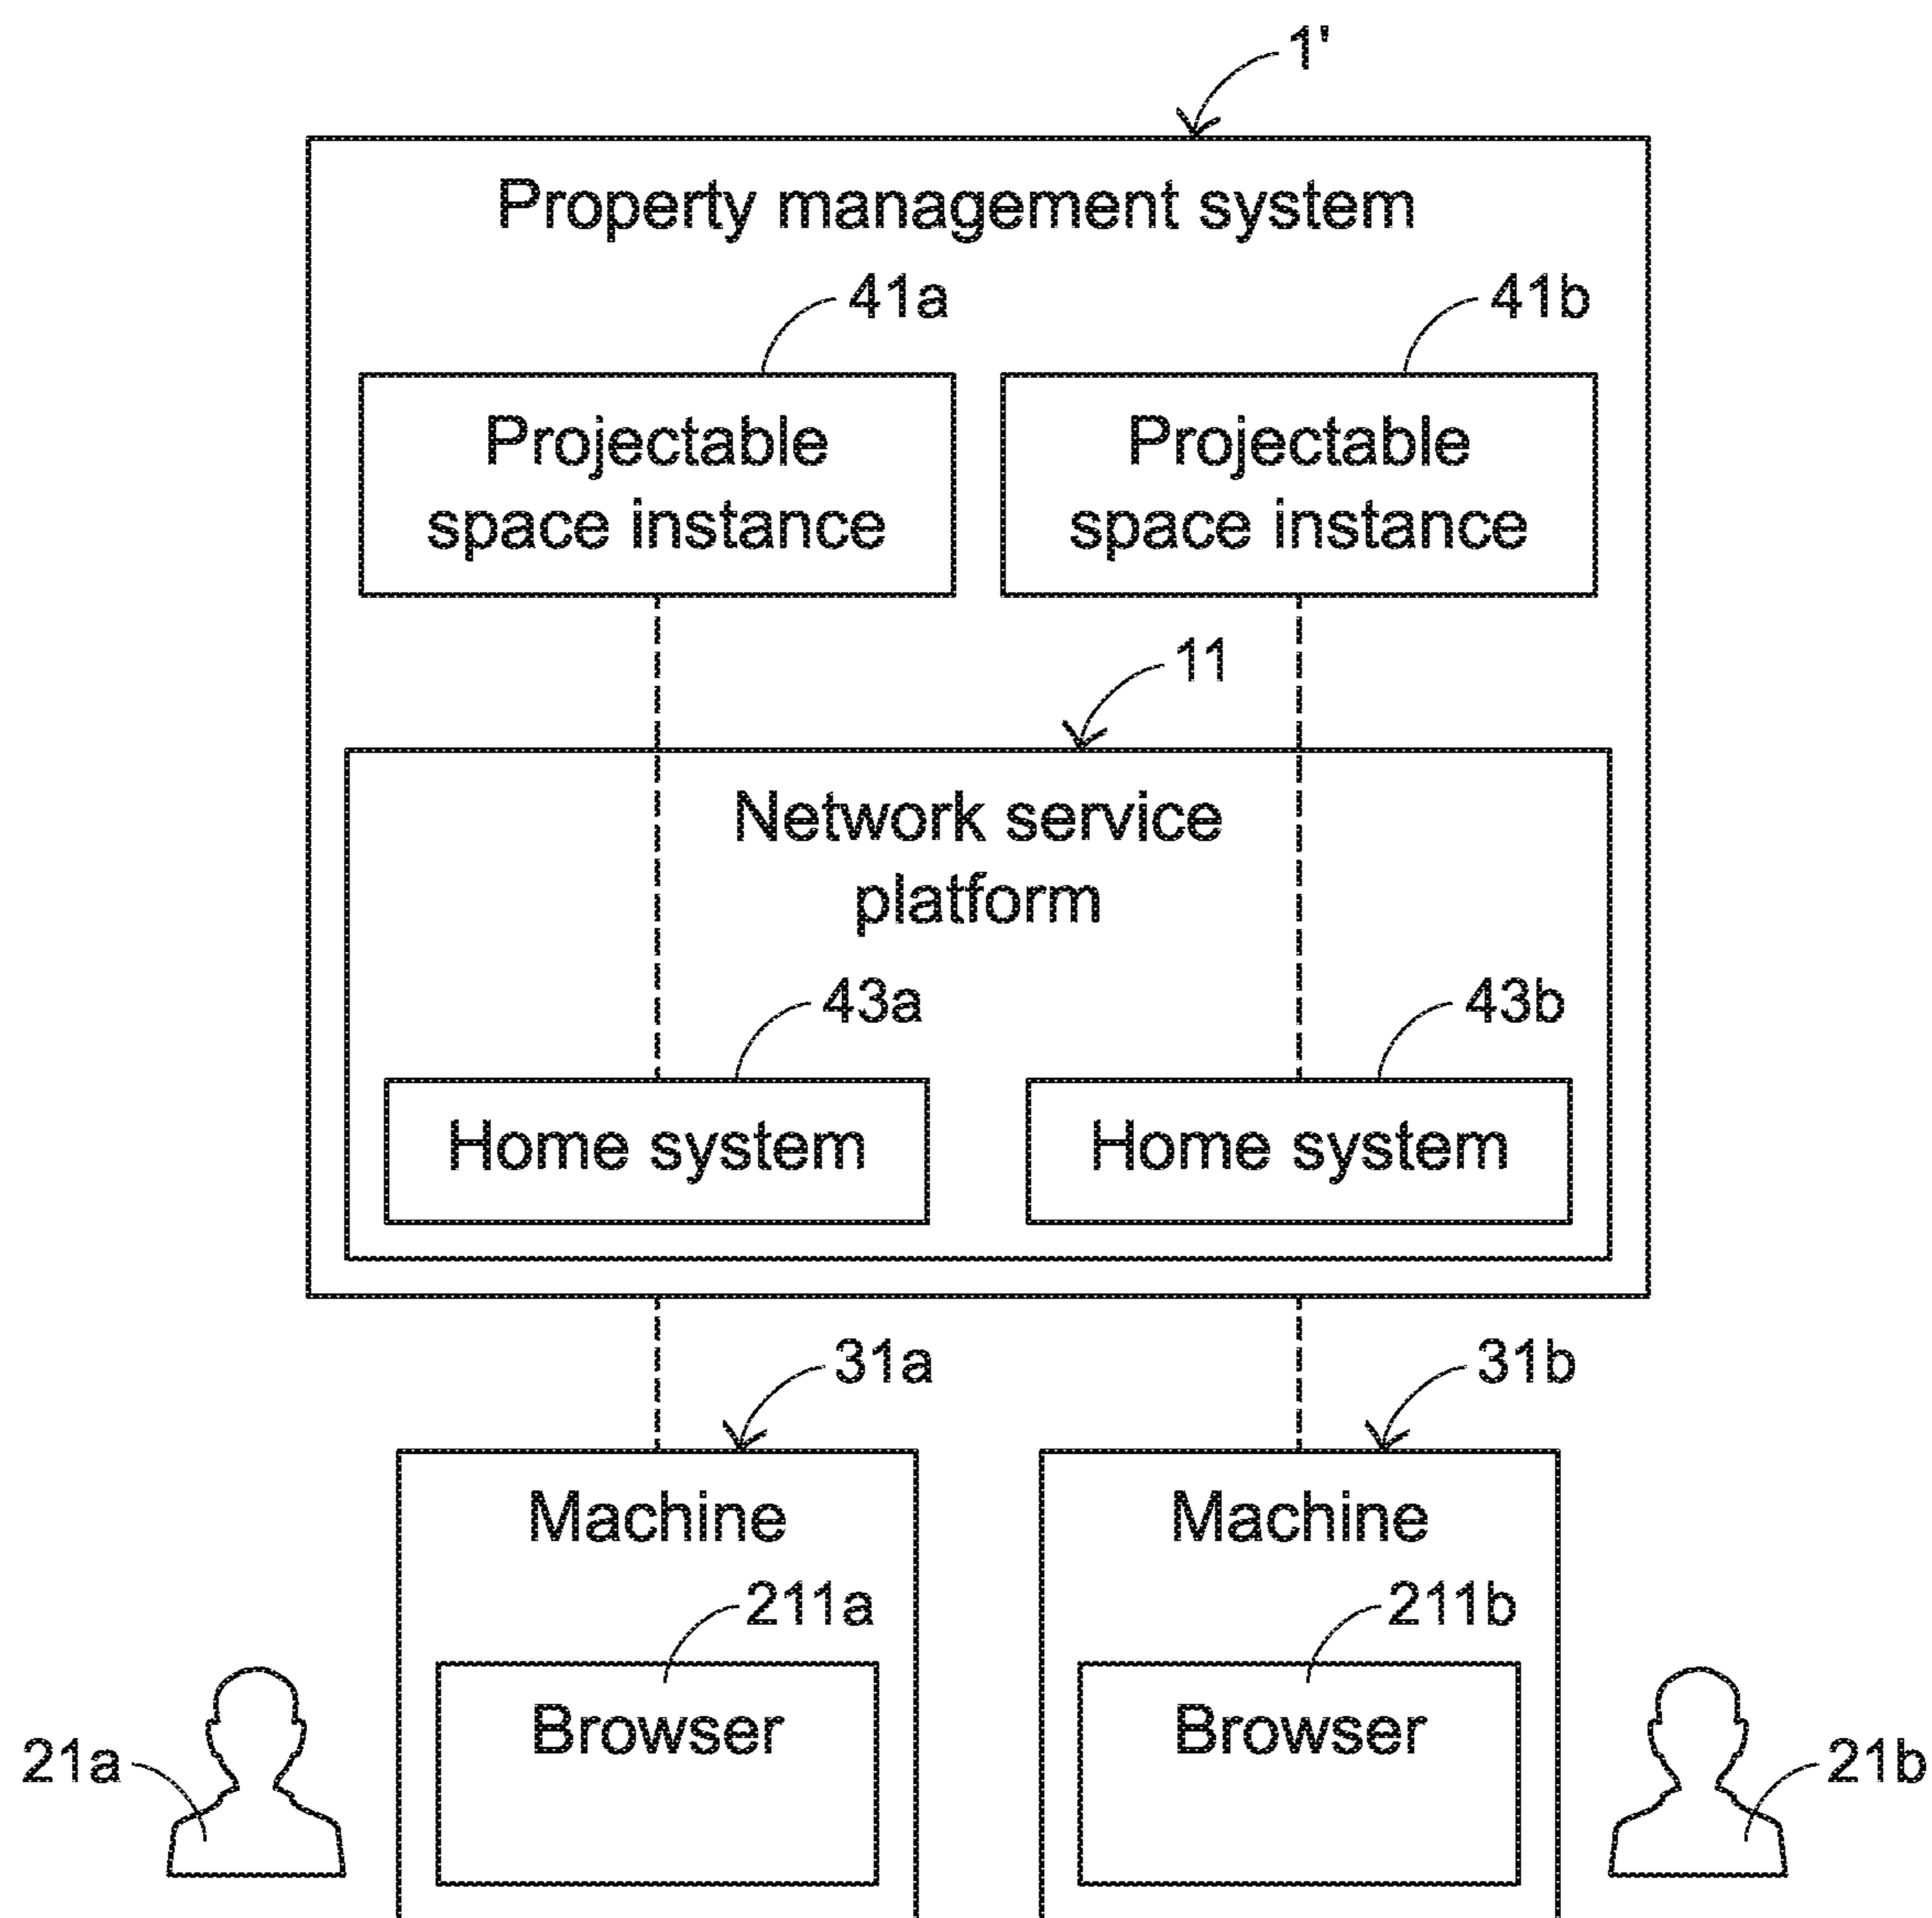 1'
Property management system
41a
41b
Projectable
space instance
Projectable
space instance
11
Network service
platform
43a
43b
Home system
Home system
31a
31b
Machine
Machine
211a
211b
Browser
Browser
21a
21b